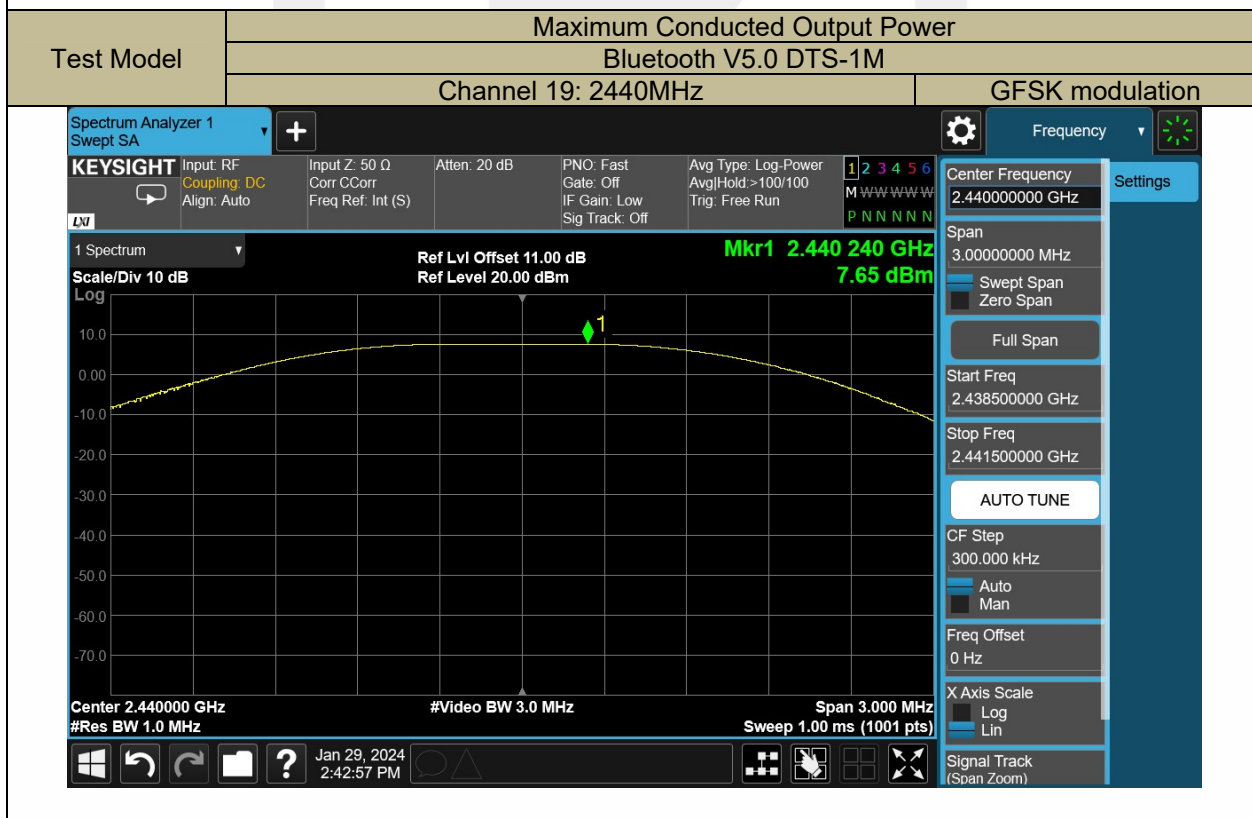 Maximum Conducted Output Power
Test Model
Bluetooth V5.0 DTS-1M
Channel 19: 2440MHz
GFSK modulation
Spectrum Analyzer 1
Swept SA
Frequency
KEYSIGHT
Input: RF
Coupling: DC
Align: Auto
LXI
Input Z: 50 Ω
Corr CCorr
Freq Ref: Int (S)
Atten: 20 dB
PNO: Fast
Gate: Off
IF Gain: Low
Sig Track: Off
Avg Type: Log-Power
Avg|Hold:>100/100
Trig: Free Run
1 2 3 4 5 6
M W W W W W
P N N N N N
1 Spectrum
Scale/Div 10 dB
Log
Ref Lvl Offset 11.00 dB
Ref Level 20.00 dBm
Mkr1 2.440 240 GHz
7.65 dBm
1
10.0
0.00
-10.0
-20.0
-30.0
-40.0
-50.0
-60.0
-70.0
Center 2.440000 GHz
#Res BW 1.0 MHz
#Video BW 3.0 MHz
Span 3.000 MHz
Sweep 1.00 ms (1001 pts)
Jan 29, 2024
2:42:57 PM
Center Frequency
2.440000000 GHz
Settings
Span
3.00000000 MHz
Swept Span
Zero Span
Full Span
Start Freq
2.438500000 GHz
Stop Freq
2.441500000 GHz
AUTO TUNE
CF Step
300.000 kHz
Auto
Man
Freq Offset
0 Hz
X Axis Scale
Log
Lin
Signal Track
(Span Zoom)